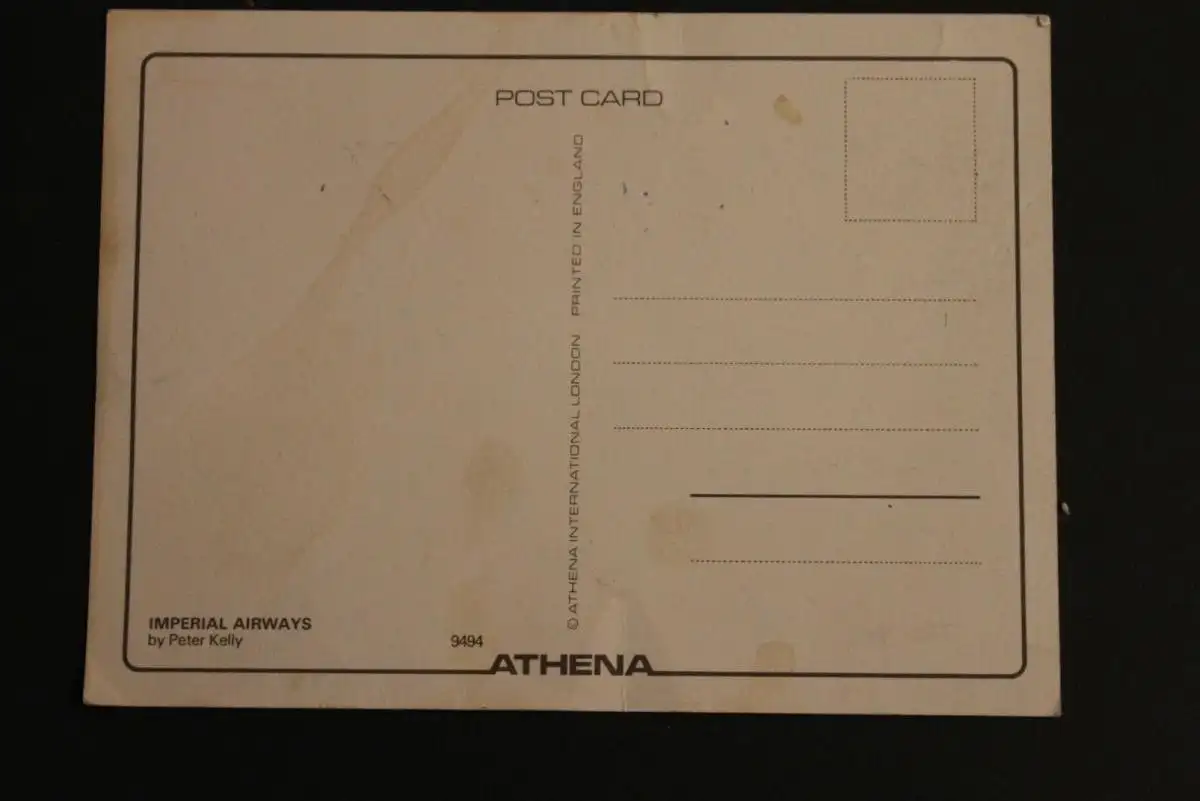 POST CARD
© ATHENA INTERNATIONAL LONDON PRINTED IN ENGLAND
IMPERIAL AIRWAYS
by Peter Kelly
9494
ATHENA